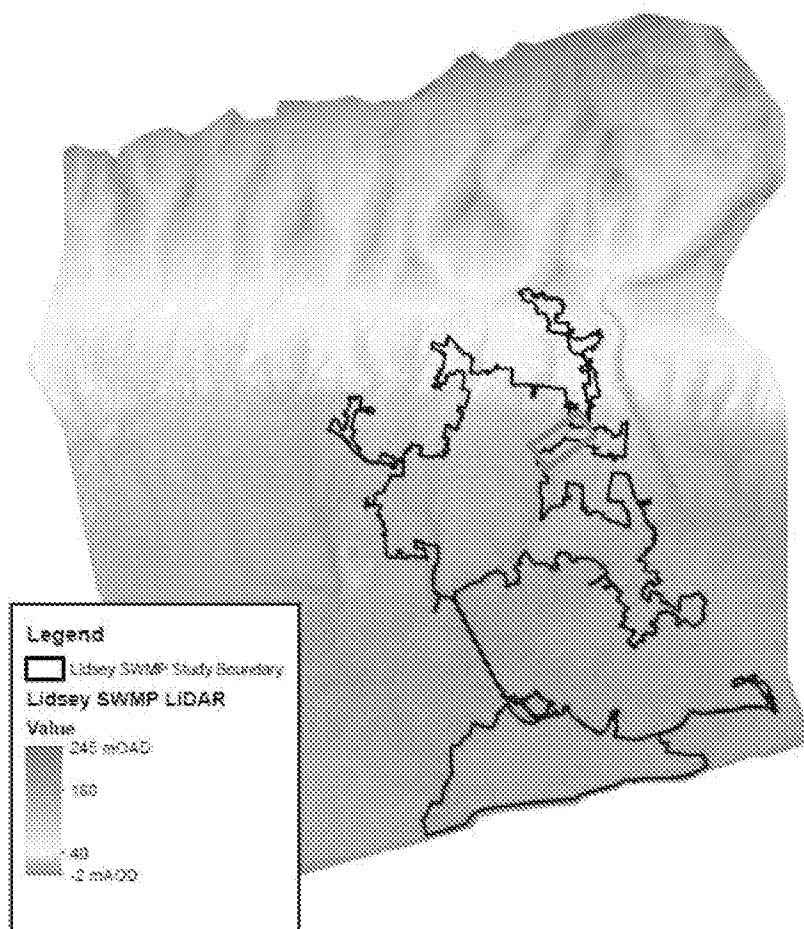 Legend
Lidsey SWMP Study Boundary
Lidsey SWMP LiDAR
Value
245 mOAD
160
40
-2 mAOD